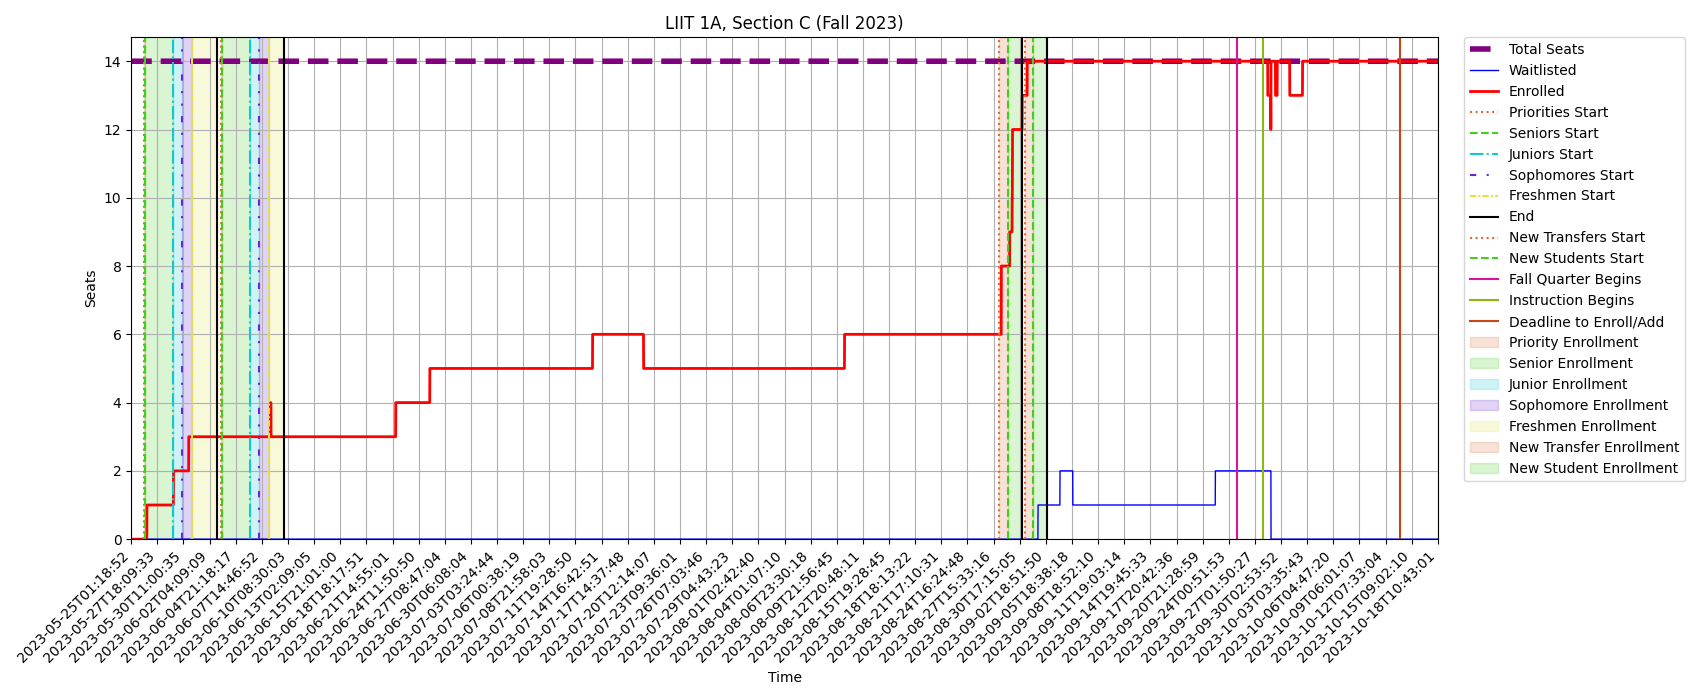 LIIT 1A, Section C (Fall 2023)
Seats
14
12
10
8
6
4
2
0
2023-05-25T01:18:52
2023-05-27T18:09:33
2023-05-30T11:00:35
2023-06-02T04:09:09
2023-06-04T21:18:17
2023-06-07T14:46:52
2023-06-10T08:30:03
2023-06-13T02:09:05
2023-06-15T21:01:00
2023-06-18T18:17:51
2023-06-21T14:55:01
2023-06-24T11:50:50
2023-06-27T08:47:04
2023-06-30T06:08:04
2023-07-03T03:24:44
2023-07-06T00:38:19
2023-07-08T21:58:03
2023-07-11T19:28:50
2023-07-14T16:42:51
2023-07-17T14:37:48
2023-07-20T12:14:07
2023-07-23T09:36:01
2023-07-26T07:03:46
2023-07-29T04:43:23
2023-08-01T02:42:40
2023-08-04T01:07:10
2023-08-06T23:30:18
2023-08-09T21:56:45
2023-08-12T20:48:11
2023-08-15T19:28:45
2023-08-18T18:13:22
2023-08-21T17:10:31
2023-08-24T16:24:48
2023-08-27T15:33:16
2023-08-30T17:15:05
2023-09-02T18:51:50
2023-09-05T18:38:18
2023-09-08T18:52:10
2023-09-11T19:03:14
2023-09-14T19:45:33
2023-09-17T20:42:36
2023-09-20T21:28:59
2023-09-24T00:51:53
2023-09-27T01:50:27
2023-09-30T02:53:52
2023-10-03T03:35:43
2023-10-06T04:47:20
2023-10-09T06:01:07
2023-10-12T07:33:04
2023-10-15T09:02:10
2023-10-18T10:43:01
Time
Total Seats
Waitlisted
Enrolled
Priorities Start
Seniors Start
Juniors Start
Sophomores Start
Freshmen Start
End
New Transfers Start
New Students Start
Fall Quarter Begins
Instruction Begins
Deadline to Enroll/Add
Priority Enrollment
Senior Enrollment
Junior Enrollment
Sophomore Enrollment
Freshmen Enrollment
New Transfer Enrollment
New Student Enrollment